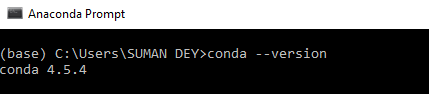 Anaconda Prompt
(base) C:\Users\SUMAN DEY>conda --version
conda 4.5.4